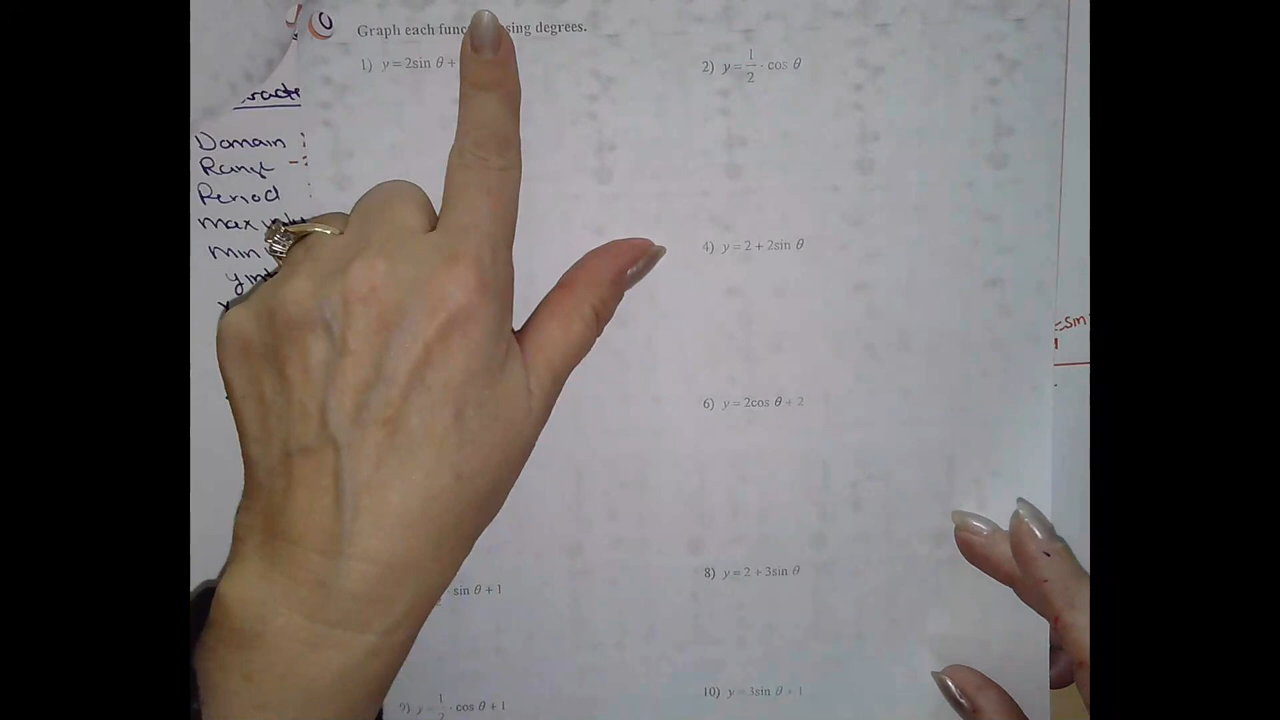 Graph each func sing degrees.
1) y = 2sin θ +
2) y = 1/2 · cos θ
Domain :
Range - :
Period :
max
min
4) y = 2 + 2sin θ
= sin
6) y = 2cos θ + 2
· sin θ + 1
8) y = 2 + 3sin θ
9) y = 1/2 · cos θ + 1
10) y = 3sin θ + 1